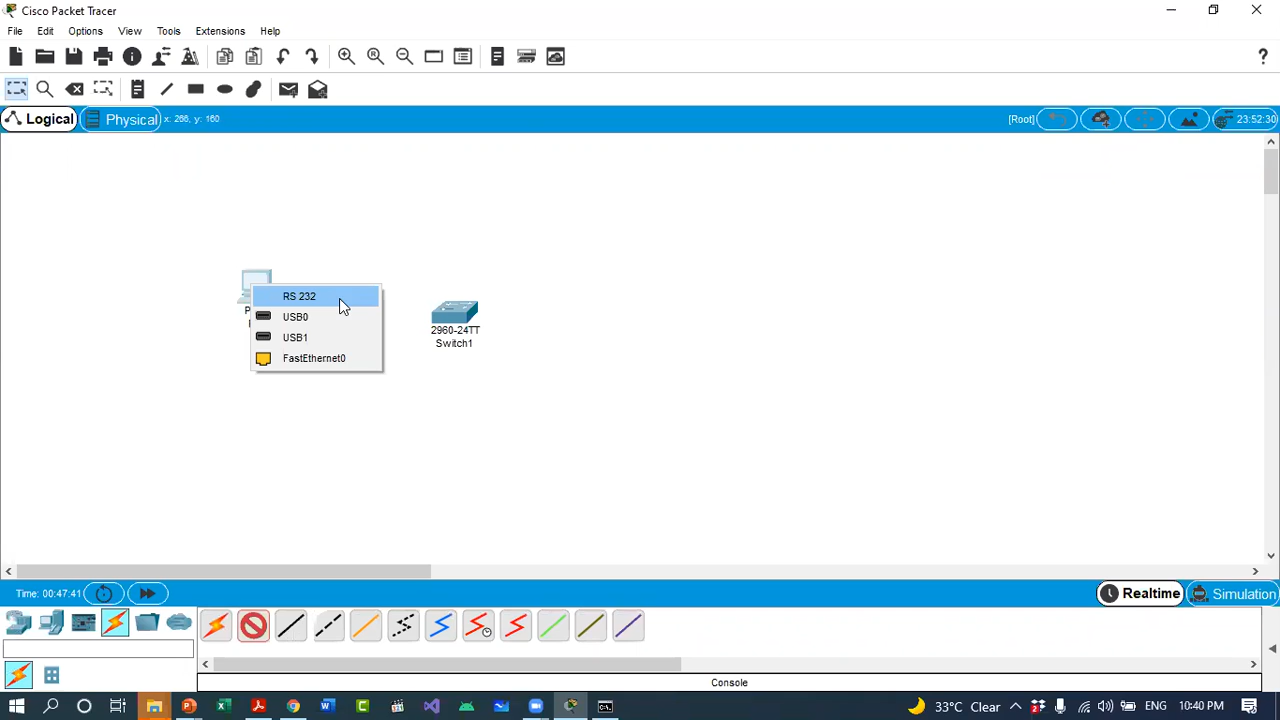 Cisco Packet Tracer
File Edit Options View Tools Extensions Help
Logical Physical x: 266, y: 160 [Root] 23:52:30
RS 232
USB0
USB1
FastEthernet0
2960-24TT
Switch1
Time: 00:47:41 Realtime Simulation
Console
33°C Clear ENG 10:40 PM